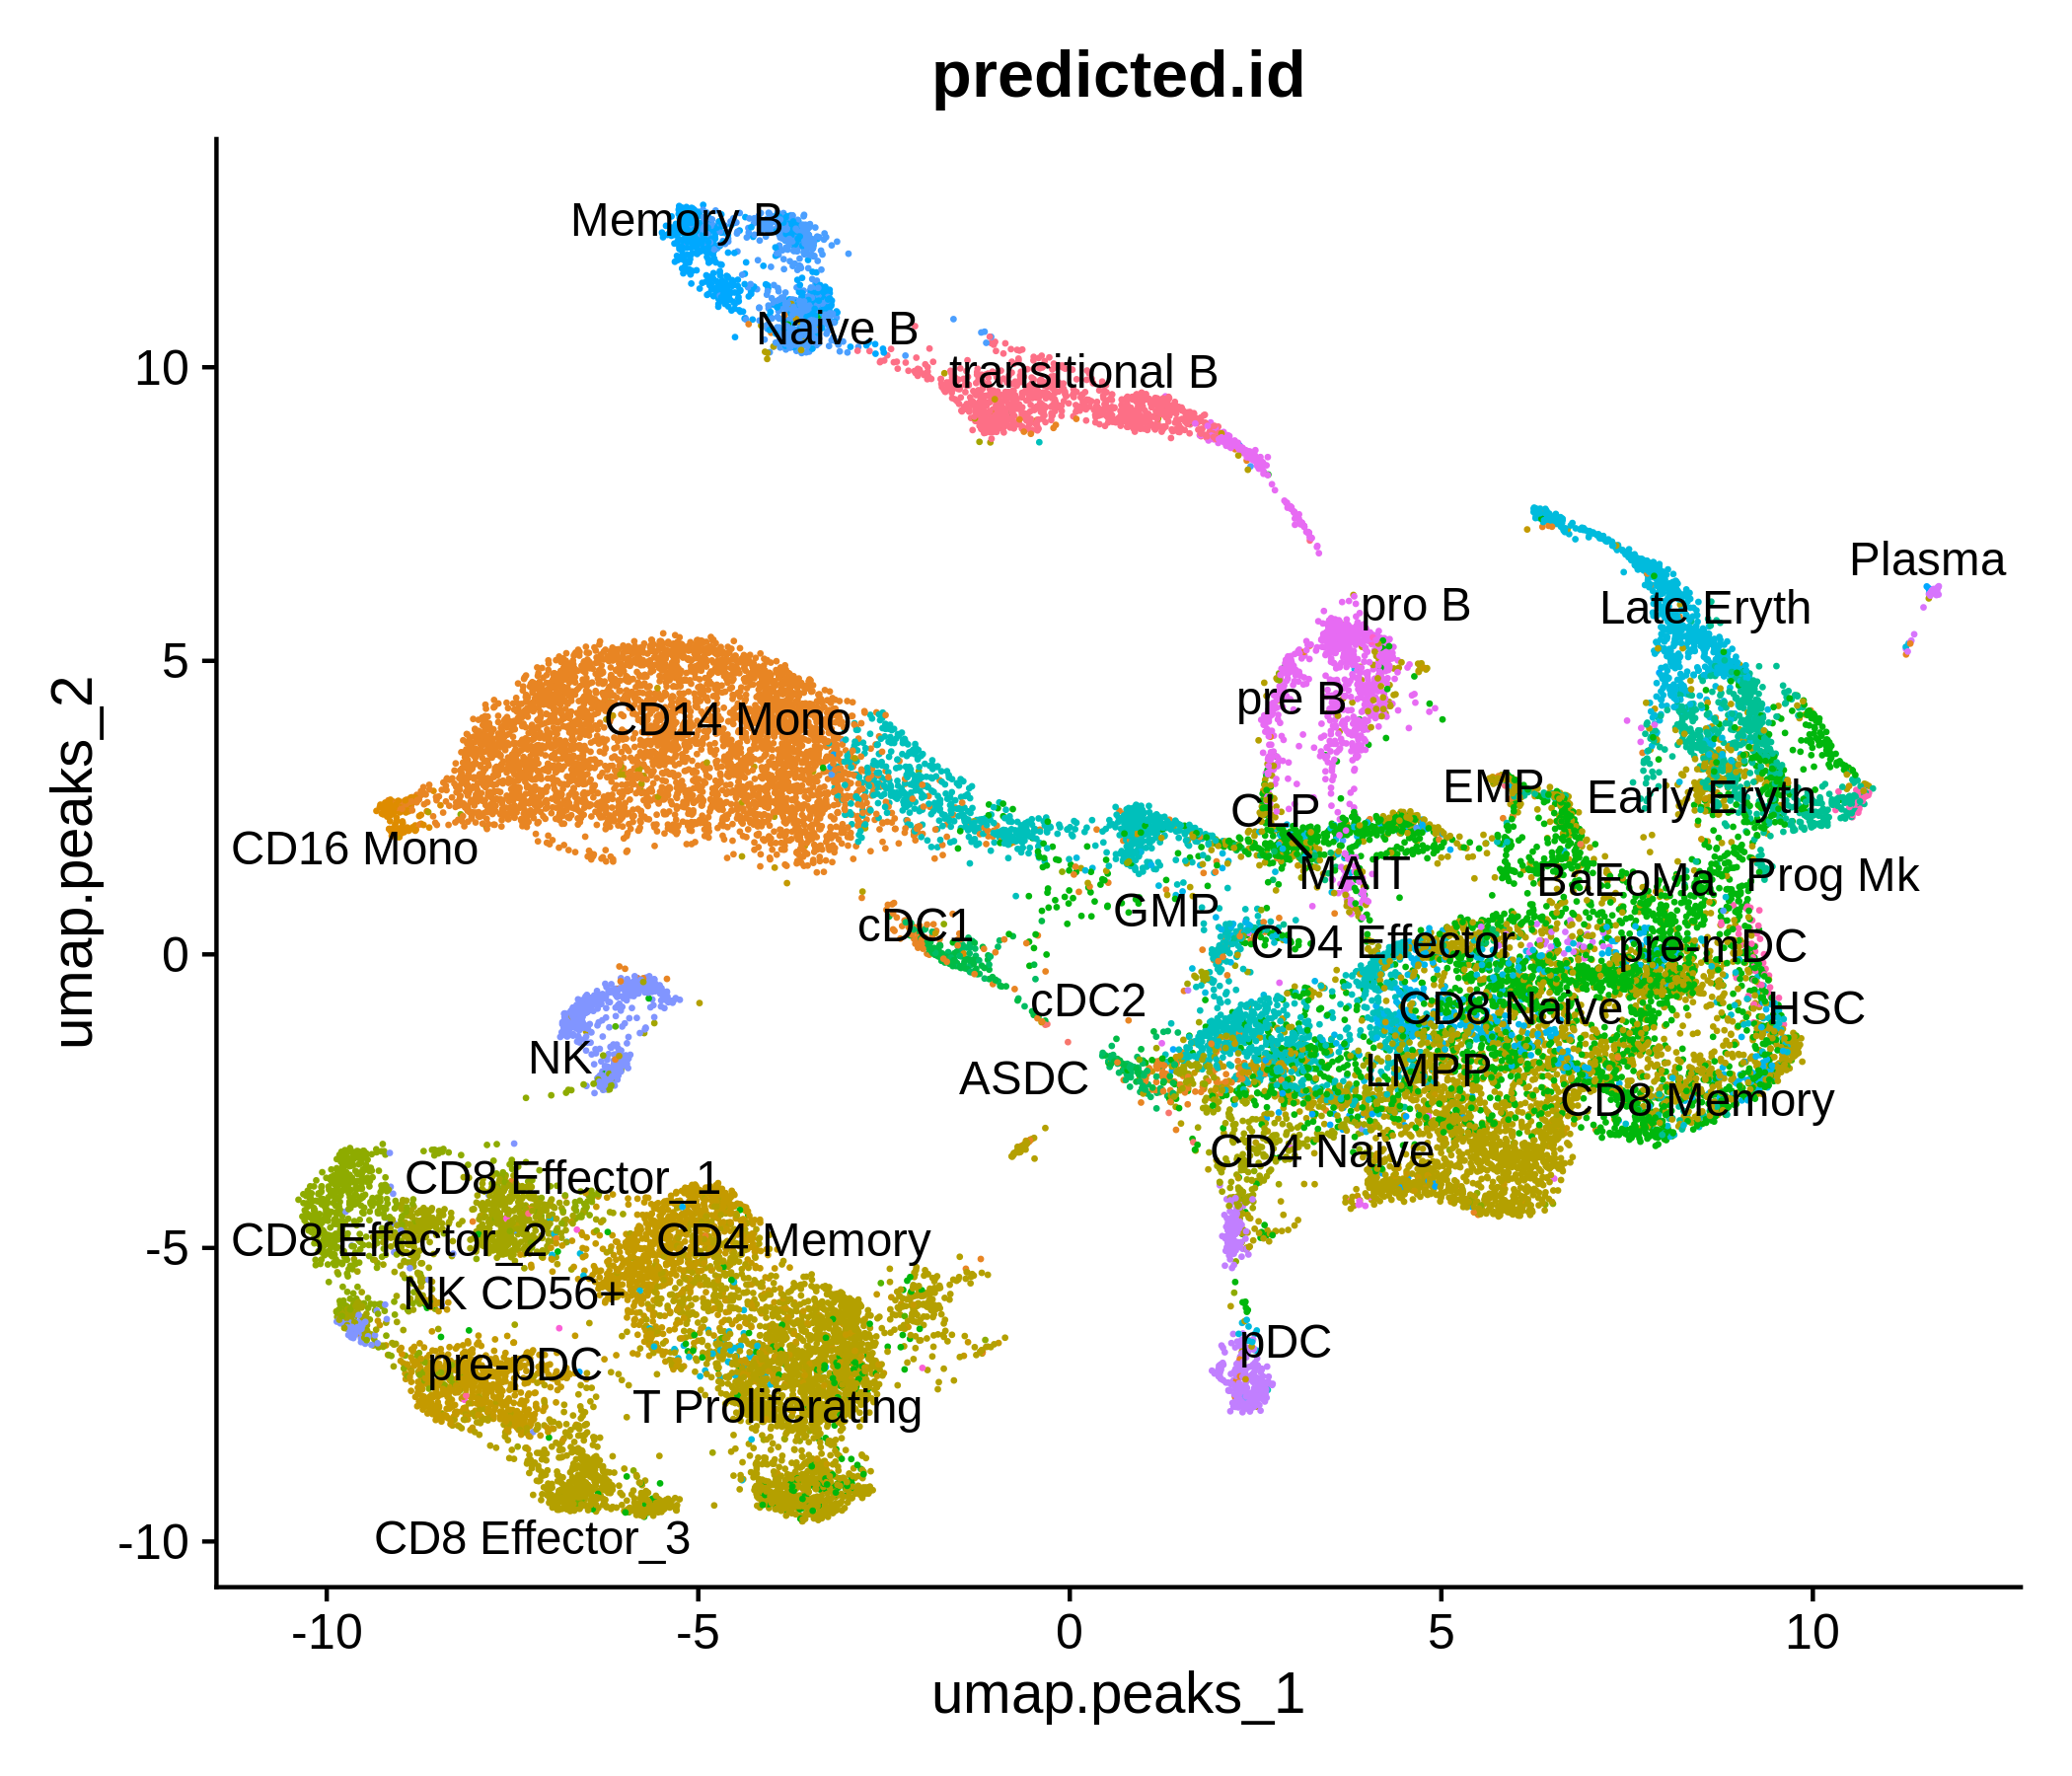 predicted.id
Memory B
Naive B
transitional B
10
Plasma
pro B
Late Eryth
5
pre B
CD14 Mono
EMP
Early Eryth
CLP
CD16 Mono
MAIT
BaEoMa
Prog Mk
GMP
cDC1
CD4 Effector
pre-mDC
0
cDC2
CD8 Naive
HSC
NK
LMPP
ASDC
CD8 Memory
CD4 Naive
CD8 Effector_1
CD8 Effector_2
CD4 Memory
-5
NK CD56+
pDC
pre-pDC
T Proliferating
CD8 Effector_3
-10
umap.peaks_2
-10
-5
0
5
10
umap.peaks_1